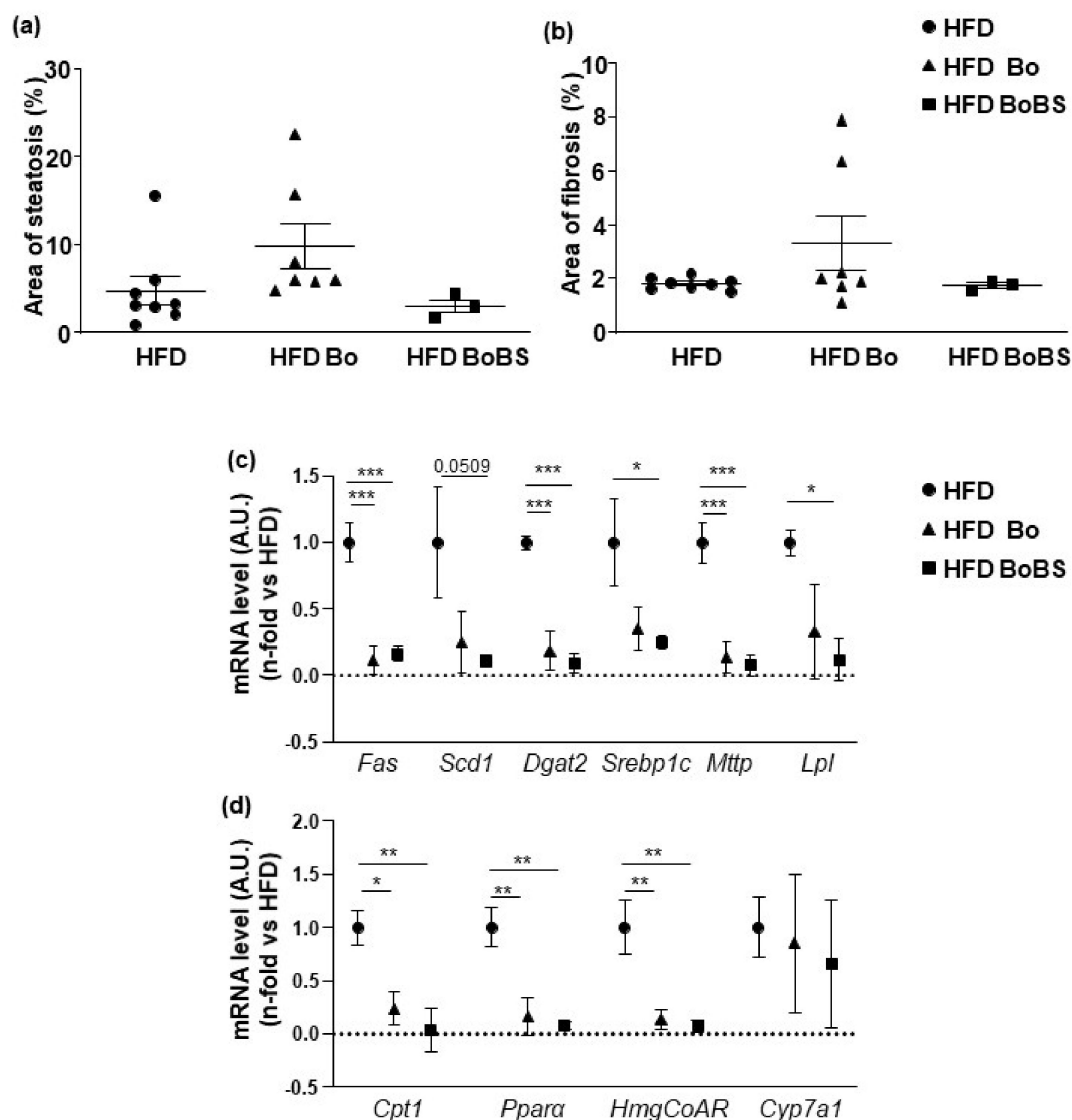 (a)
Area of steatosis (%)
30
20
10
0
HFD
HFD Bo
HFD BoBS
(b)
Area of fibrosis (%)
10
8
6
4
2
0
HFD
HFD Bo
HFD BoBS
HFD
HFD Bo
HFD BoBS
(c)
mRNA level (A.U.)
(n-fold vs HFD)
1.5
1.0
0.5
0.0
-0.5
***
***
0.0509
***
***
*
***
***
*
Fas
Scd1
Dgat2
Srebp1c
Mttp
Lpl
HFD
HFD Bo
HFD BoBS
(d)
mRNA level (A.U.)
(n-fold vs HFD)
2.0
1.5
1.0
0.5
0.0
-0.5
**
*
**
**
**
**
Cpt1
Pparα
HmgCoAR
Cyp7a1